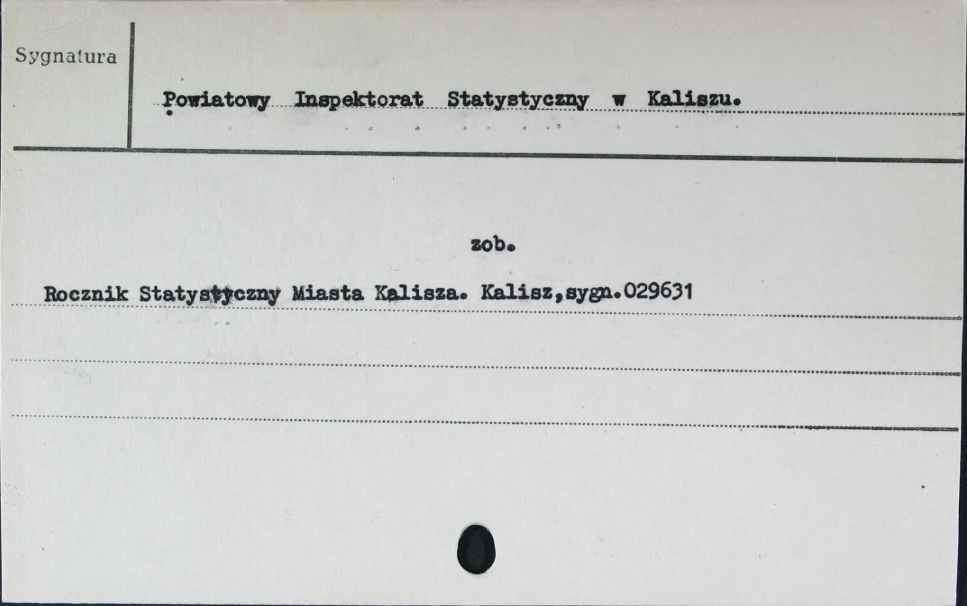 Sygnatura
Powiatowy Inspektorat Statystyczny w Kaliszu.
zob.
Rocznik Statystyczny Miasta Kalisza. Kalisz,sygn.029631